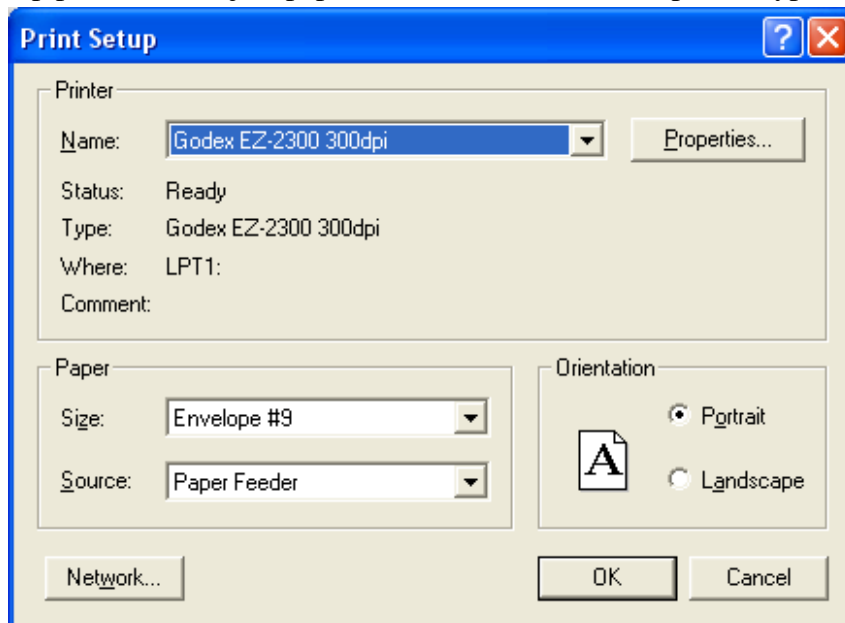 Print Setup
Printer
Name: Godex EZ-2300 300dpi Properties...
Status: Ready
Type: Godex EZ-2300 300dpi
Where: LPT1:
Comment:
Paper Orientation
Size: Envelope #9 Portrait
A
Source: Paper Feeder Landscape
Network... OK Cancel